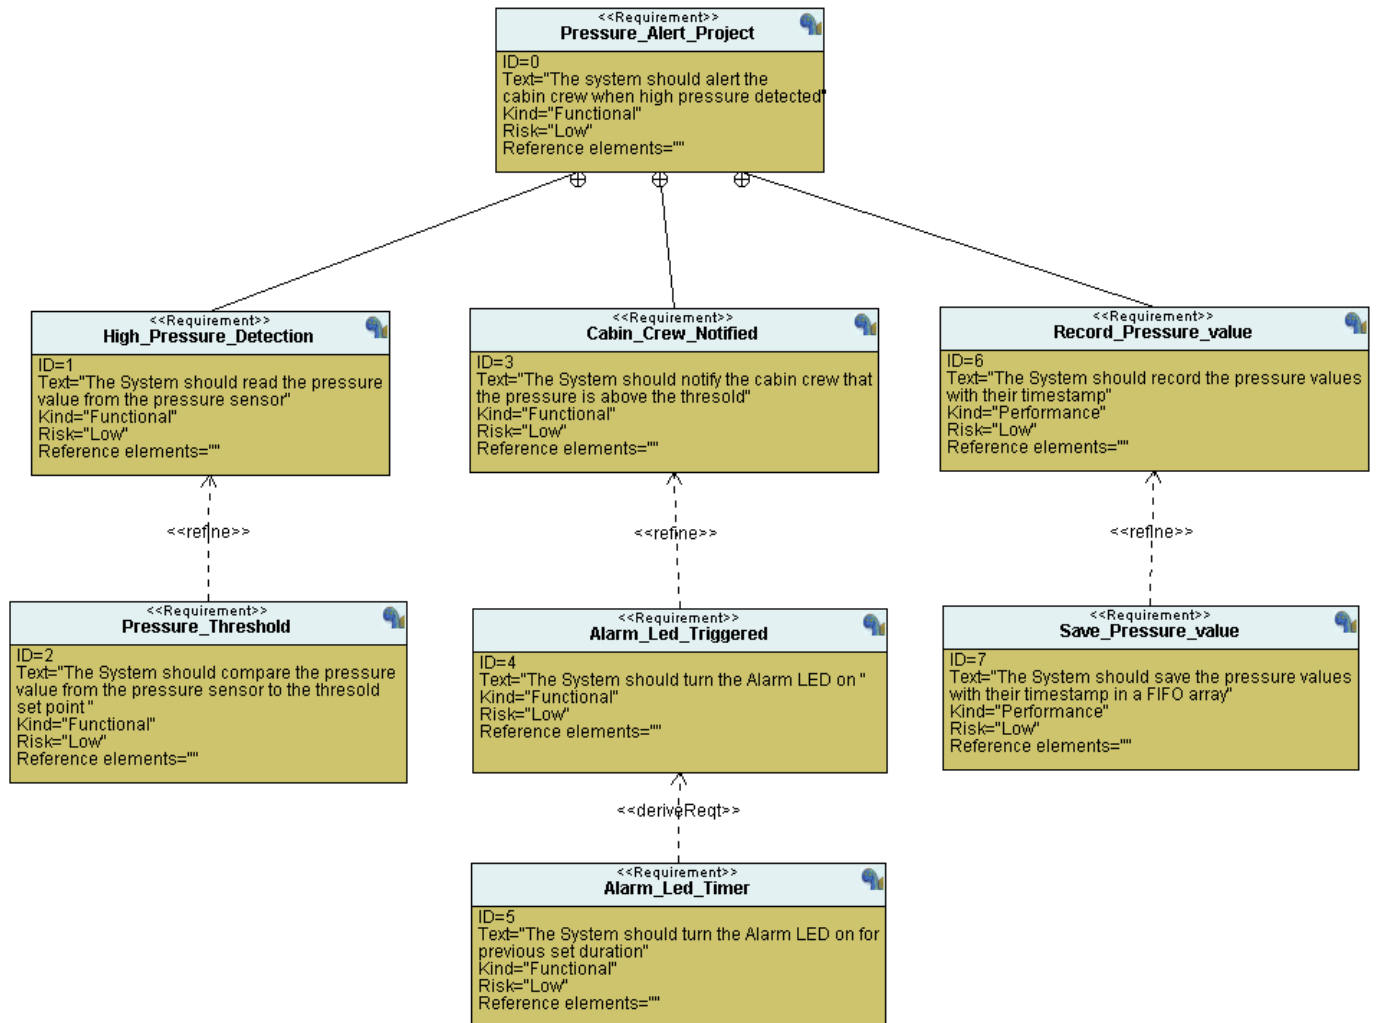 <<Requirement>>
Pressure_Alert_Project
ID=0
Text="The system should alert the
cabin crew when high pressure detected"
Kind="Functional"
Risk="Low"
Reference elements=""
<<Requirement>>
High_Pressure_Detection
ID=1
Text="The System should read the pressure
value from the pressure sensor"
Kind="Functional"
Risk="Low"
Reference elements=""
<<Requirement>>
Cabin_Crew_Notified
ID=3
Text="The System should notify the cabin crew that
the pressure is above the thresold"
Kind="Functional"
Risk="Low"
Reference elements=""
<<Requirement>>
Record_Pressure_value
ID=6
Text="The System should record the pressure values
with their timestamp"
Kind="Performance"
Risk="Low"
Reference elements=""
<<refine>>
<<refine>>
<<refine>>
<<Requirement>>
Pressure_Threshold
ID=2
Text="The System should compare the pressure
value from the pressure sensor to the thresold
set point "
Kind="Functional"
Risk="Low"
Reference elements=""
<<Requirement>>
Alarm_Led_Triggered
ID=4
Text="The System should turn the Alarm LED on "
Kind="Functional"
Risk="Low"
Reference elements=""
<<Requirement>>
Save_Pressure_value
ID=7
Text="The System should save the pressure values
with their timestamp in a FIFO array"
Kind="Performance"
Risk="Low"
Reference elements=""
<<deriveReqt>>
<<Requirement>>
Alarm_Led_Timer
ID=5
Text="The System should turn the Alarm LED on for
previous set duration"
Kind="Functional"
Risk="Low"
Reference elements=""